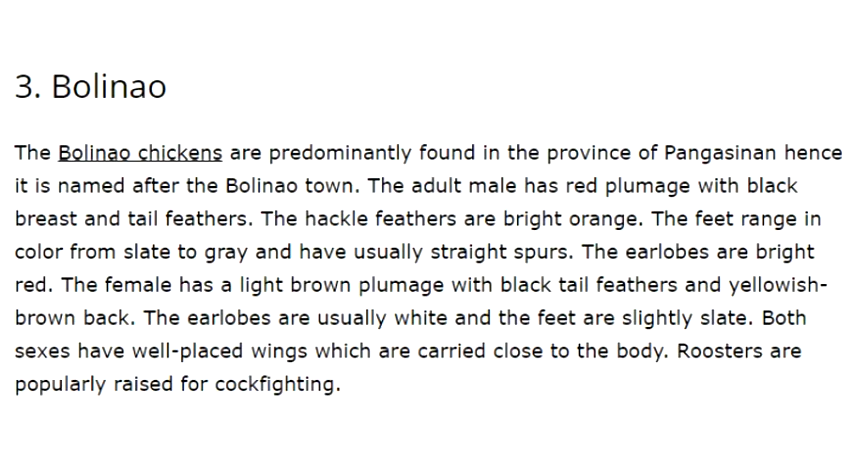 3. Bolinao
The Bolinao chickens are predominantly found in the province of Pangasinan hence
it is named after the Bolinao town. The adult male has red plumage with black
breast and tail feathers. The hackle feathers are bright orange. The feet range in
color from slate to gray and have usually straight spurs. The earlobes are bright
red. The female has a light brown plumage with black tail feathers and yellowish-
brown back. The earlobes are usually white and the feet are slightly slate. Both
sexes have well-placed wings which are carried close to the body. Roosters are
popularly raised for cockfighting.